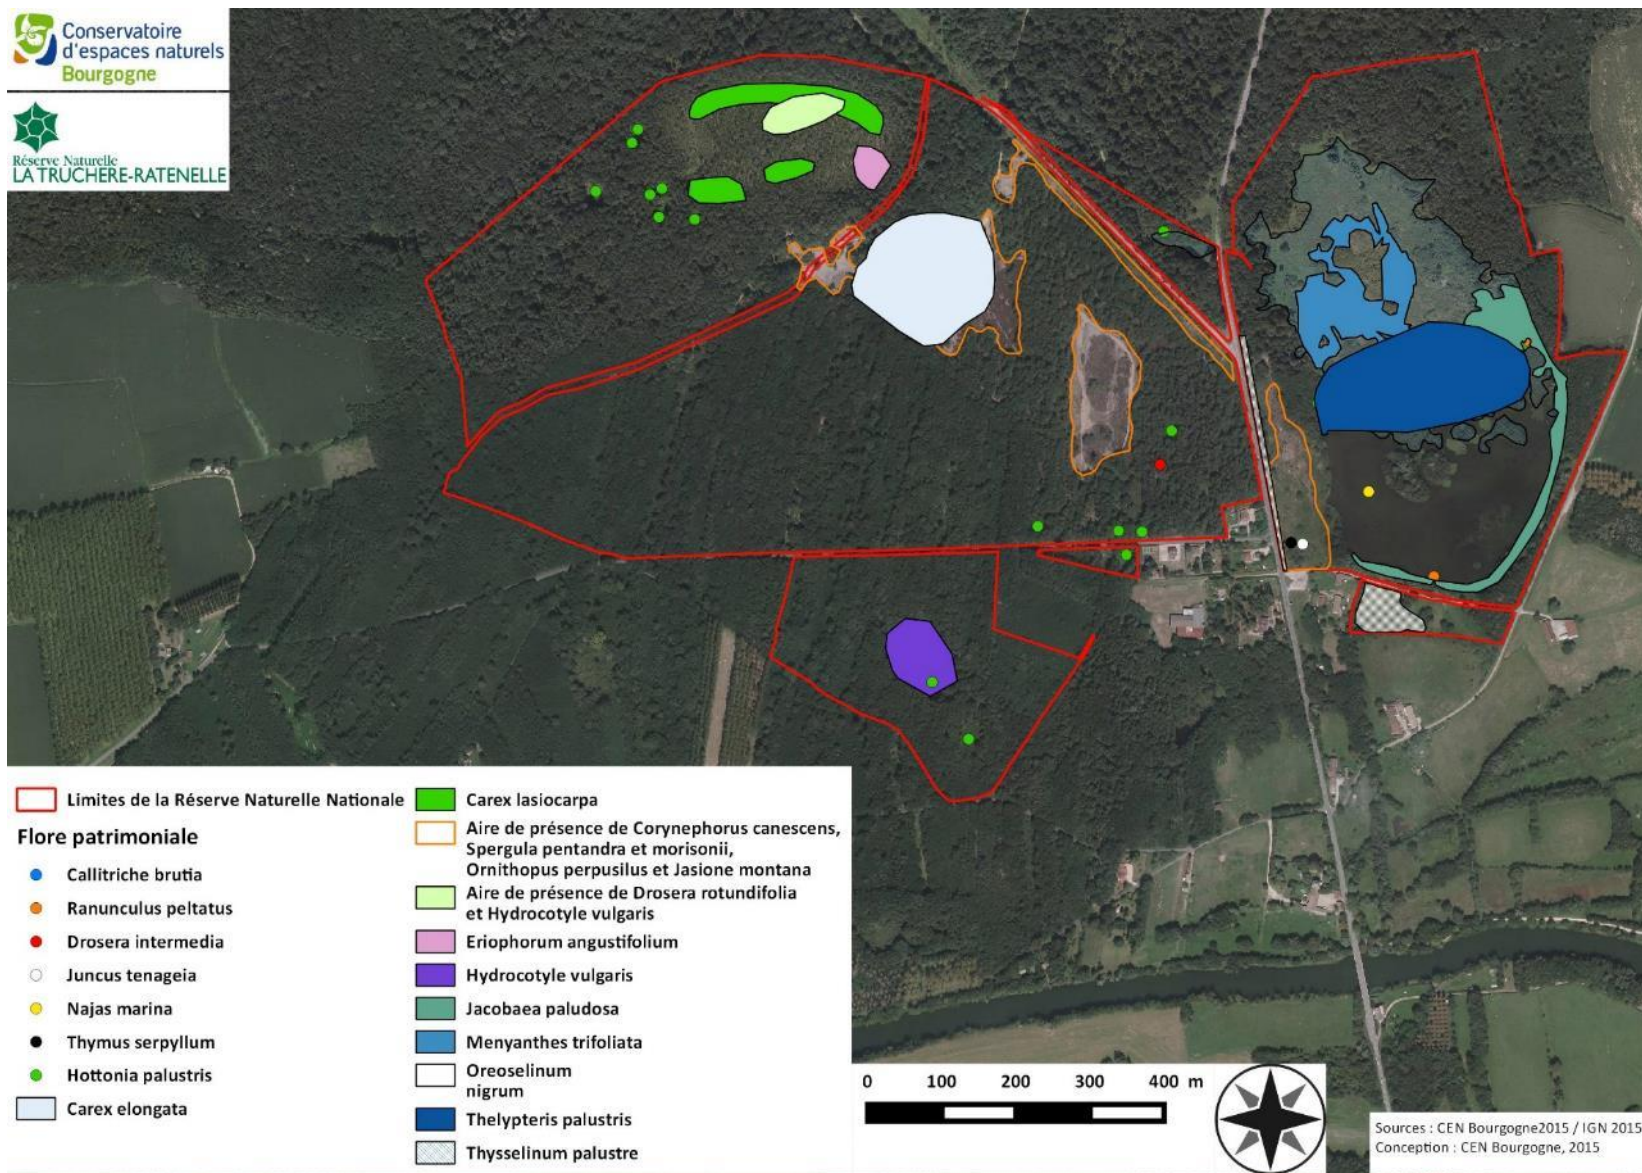 Conservatoire
d'espaces naturels
Bourgogne
Réserve Naturelle
LA TRUCHERE-RATENELLE
Limites de la Réserve Naturelle Nationale
Flore patrimoniale
Callitriche brutia
Ranunculus peltatus
Drosera intermedia
Juncus tenageia
Najas marina
Thymus serpyllum
Hottonia palustris
Carex elongata
Carex lasiocarpa
Aire de présence de Corynephorus canescens,
Spergula pentandra et morisonii,
Ornithopus perpusilus et Jasione montana
Aire de présence de Drosera rotundifolia
et Hydrocotyle vulgaris
Eriophorum angustifolium
Hydrocotyle vulgaris
Jacobaea paludosa
Menyanthes trifoliata
Oreoselinum
nigrum
Thelypteris palustris
Thysselinum palustre
0 100 200 300 400 m
Sources : CEN Bourgogne2015 / IGN 2015
Conception : CEN Bourgogne, 2015